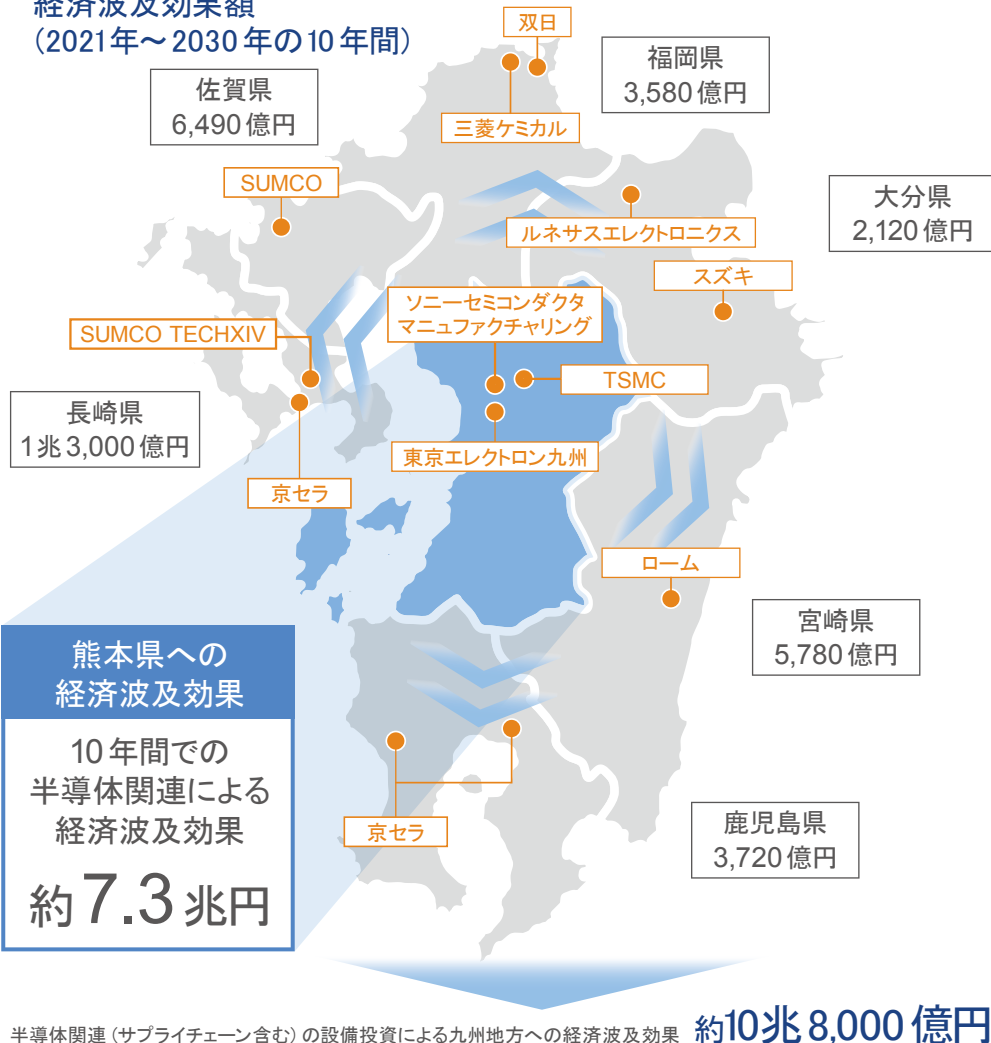 経済波及効果額
（2021年～2030年の10年間）
双日
福岡県
3,580億円
佐賀県
6,490億円
三菱ケミカル
SUMCO
大分県
2,120億円
ルネサスエレクトロニクス
スズキ
ソニーセミコンダクタ
マニュファクチャリング
SUMCO TECHXIV
TSMC
長崎県
1兆3,000億円
東京エレクトロン九州
京セラ
ローム
宮崎県
5,780億円
熊本県への
経済波及効果
10年間での
半導体関連による
経済波及効果
約7.3兆円
京セラ
鹿児島県
3,720億円
半導体関連（サプライチェーン含む）の設備投資による九州地方への経済波及効果 約10兆8,000億円